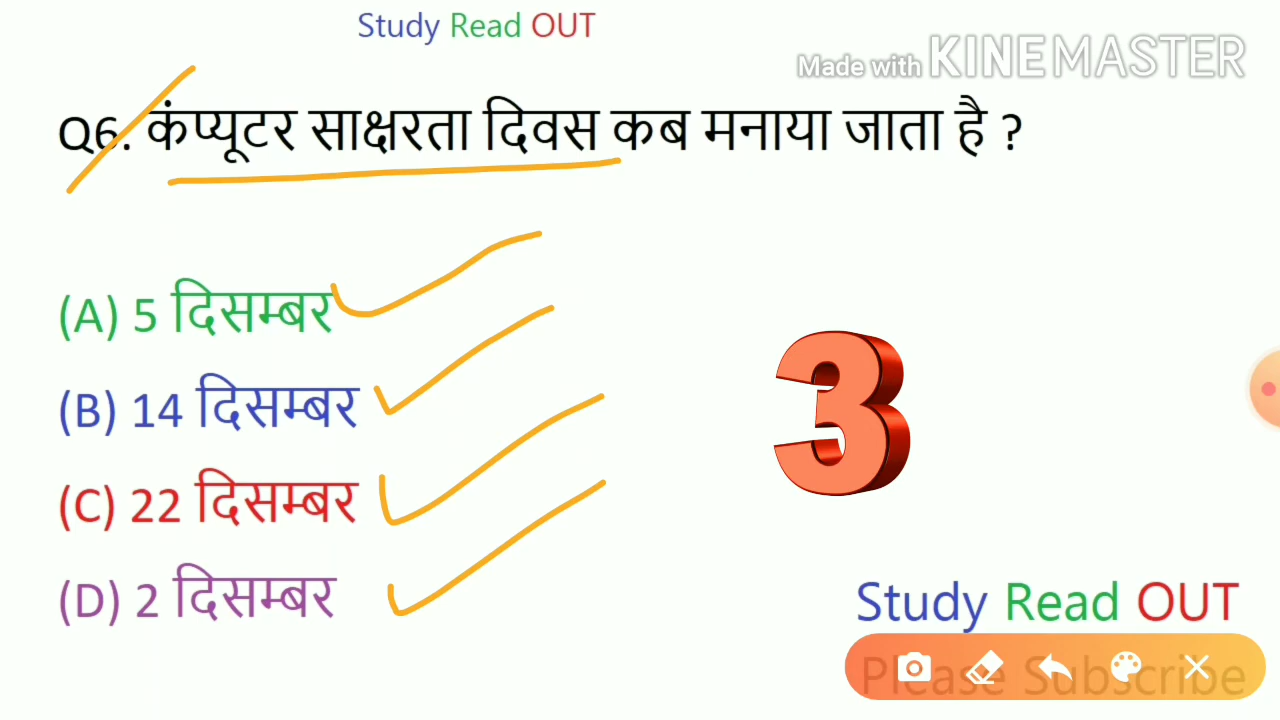 Study Read OUT
Made with KINEMASTER
Q6. कंप्यूटर साक्षरता दिवस कब मनाया जाता है ?
(A) 5 दिसम्बर
(B) 14 दिसम्बर
(C) 22 दिसम्बर
(D) 2 दिसम्बर
3
Study Read OUT
Please Subscribe